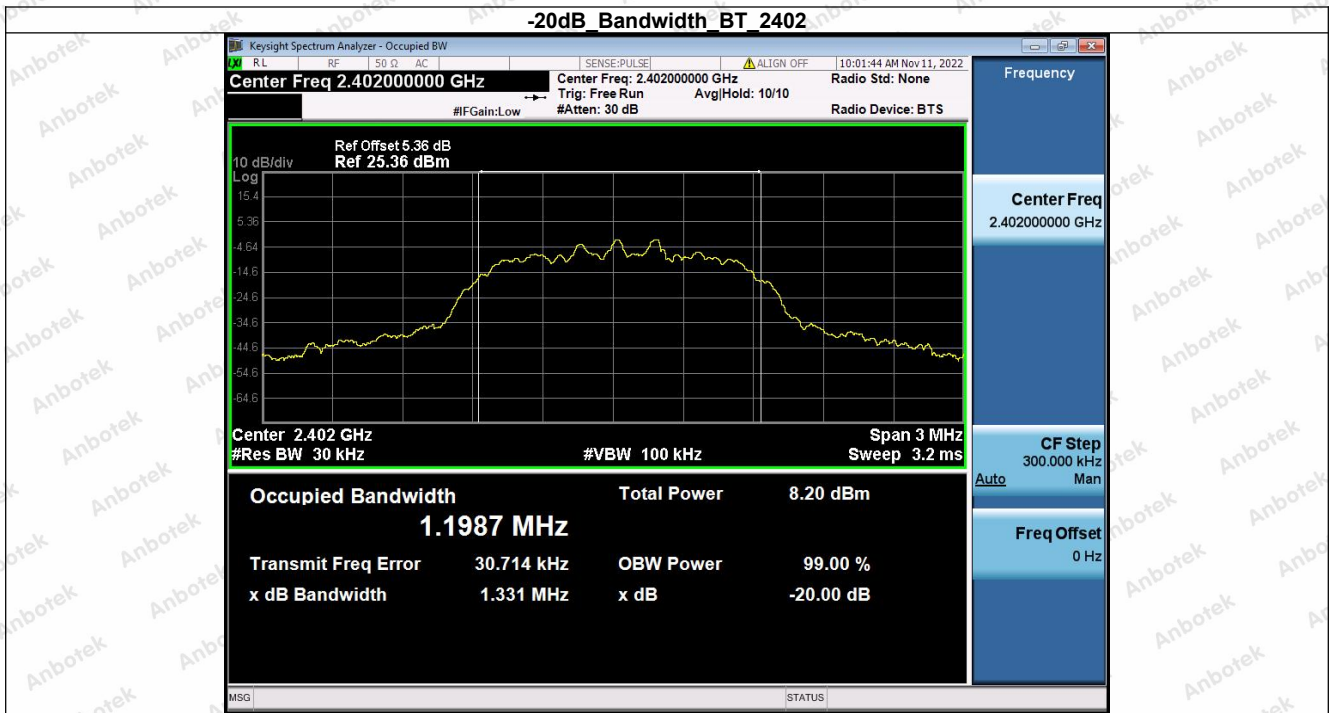 -20dB_Bandwidth_BT_2402
Keysight Spectrum Analyzer - Occupied BW
LXI RL RF 50 Ω AC SENSE:PULSE ALIGN OFF 10:01:44 AM Nov 11, 2022
Center Freq 2.402000000 GHz
Center Freq: 2.402000000 GHz
Radio Std: None
Trig: Free Run Avg|Hold: 10/10
#IFGain:Low
#Atten: 30 dB
Radio Device: BTS
Ref Offset 5.36 dB
10 dB/div Ref 25.36 dBm
Log
15.4
5.36
-4.64
-14.6
-24.6
-34.6
-44.6
-54.6
-64.6
Center 2.402 GHz Span 3 MHz
#Res BW 30 kHz #VBW 100 kHz Sweep 3.2 ms
Occupied Bandwidth Total Power 8.20 dBm
1.1987 MHz
Transmit Freq Error 30.714 kHz OBW Power 99.00 %
x dB Bandwidth 1.331 MHz x dB -20.00 dB
MSG STATUS
Frequency
Center Freq
2.402000000 GHz
CF Step
300.000 kHz
Auto Man
Freq Offset
0 Hz
Anbotek